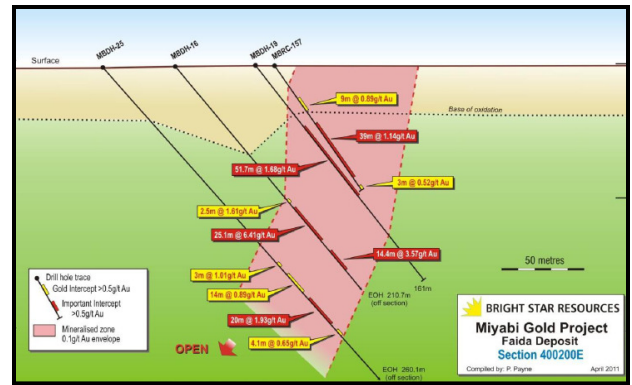 MBDH-25
MBDH-16
MBDH-19
MBRC-157
Surface
9m @ 0.89g/t Au
Base of oxidation
39m @ 1.14g/t Au
51.7m @ 1.68g/t Au
3m @ 0.52g/t Au
2.5m @ 1.61g/t Au
25.1m @ 6.41g/t Au
14.4m @ 3.57g/t Au
3m @ 1.01g/t Au
14m @ 0.89g/t Au
161m
EOH 210.7m
(off section)
20m @ 1.93g/t Au
4.1m @ 0.65g/t Au
OPEN
EOH 260.1m
(off section)
50 metres
Drill hole trace
Gold Intercept >0.5g/t Au
Important Intercept
>0.5g/t Au
Mineralised zone
0.1g/t Au envelope
BRIGHT STAR RESOURCES
Miyabi Gold Project
Faida Deposit
Section 400200E
Compiled by: P. Payne April 2011